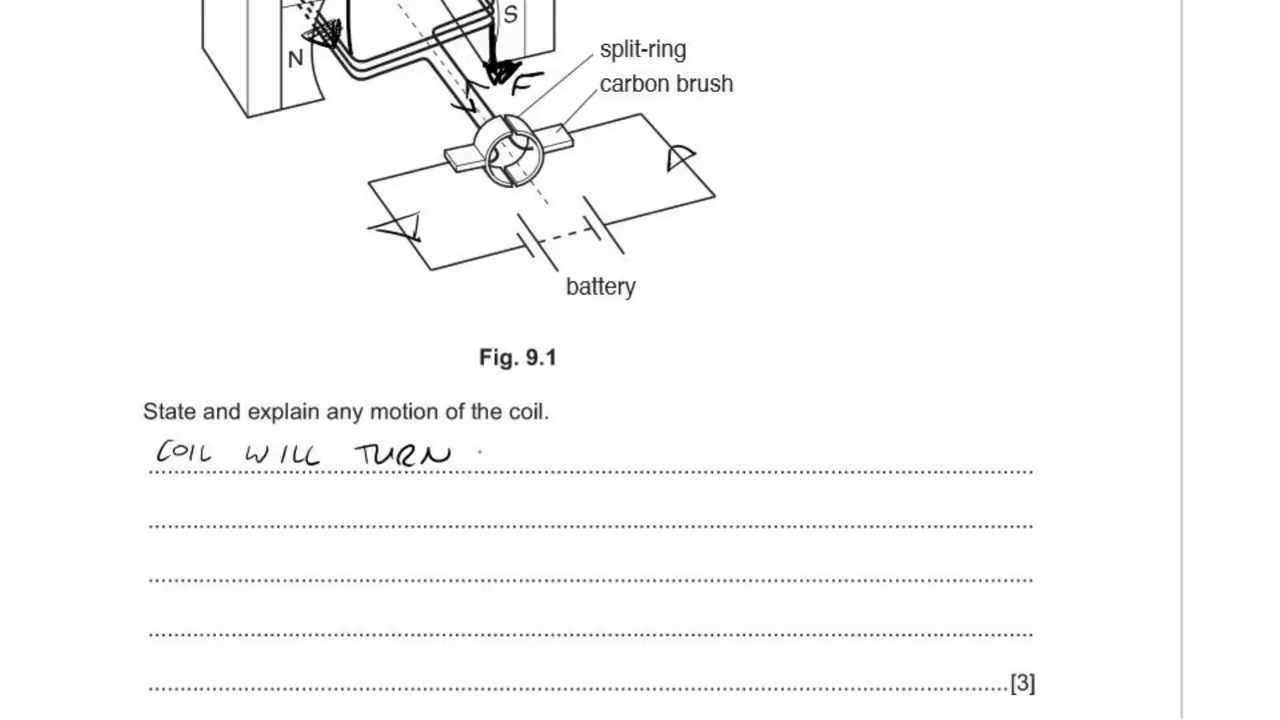 S
N
F
split-ring
carbon brush
battery
Fig. 9.1
State and explain any motion of the coil.
COIL WILL TURN
[3]